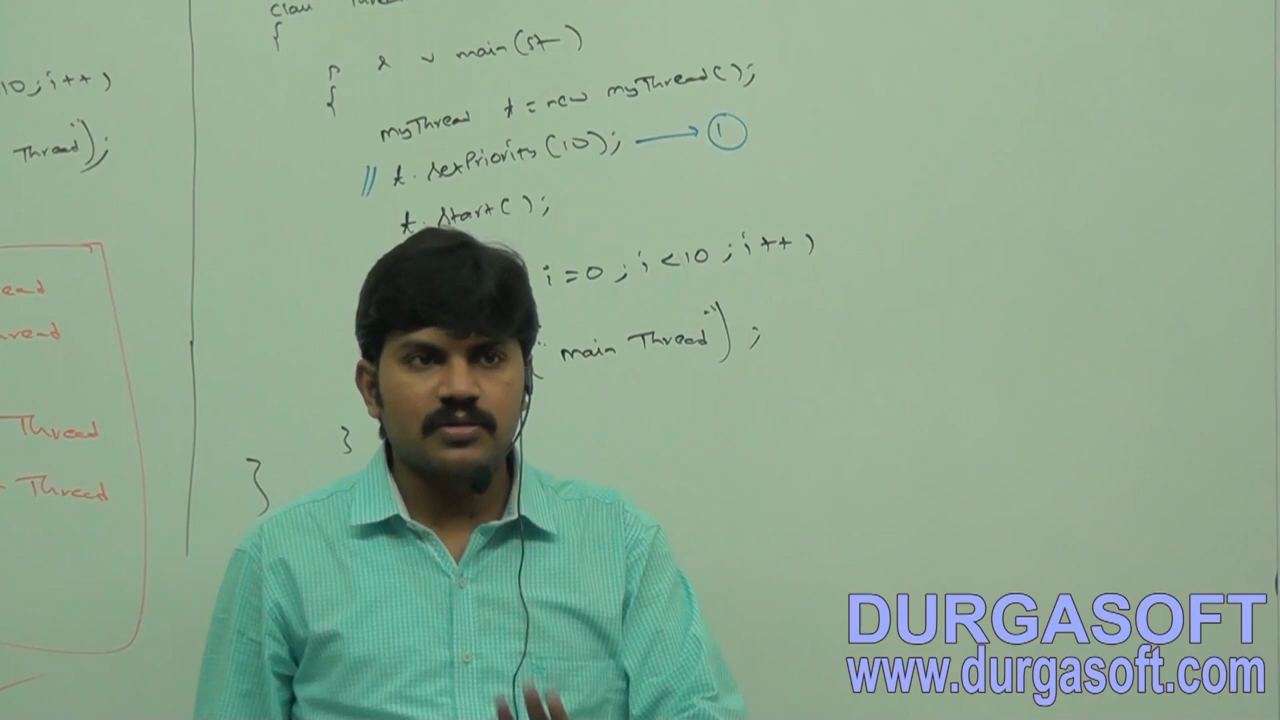 10; i++)
Thread");
ead
hread
Thread
Thread
class
{
p s v main(st )
{
myThread t = new myThread();
// t.setPriority(10); → 1
t.start();
i=0; i<10; i++)
(" main Thread");
}
}
DURGASOFT
www.durgasoft.com